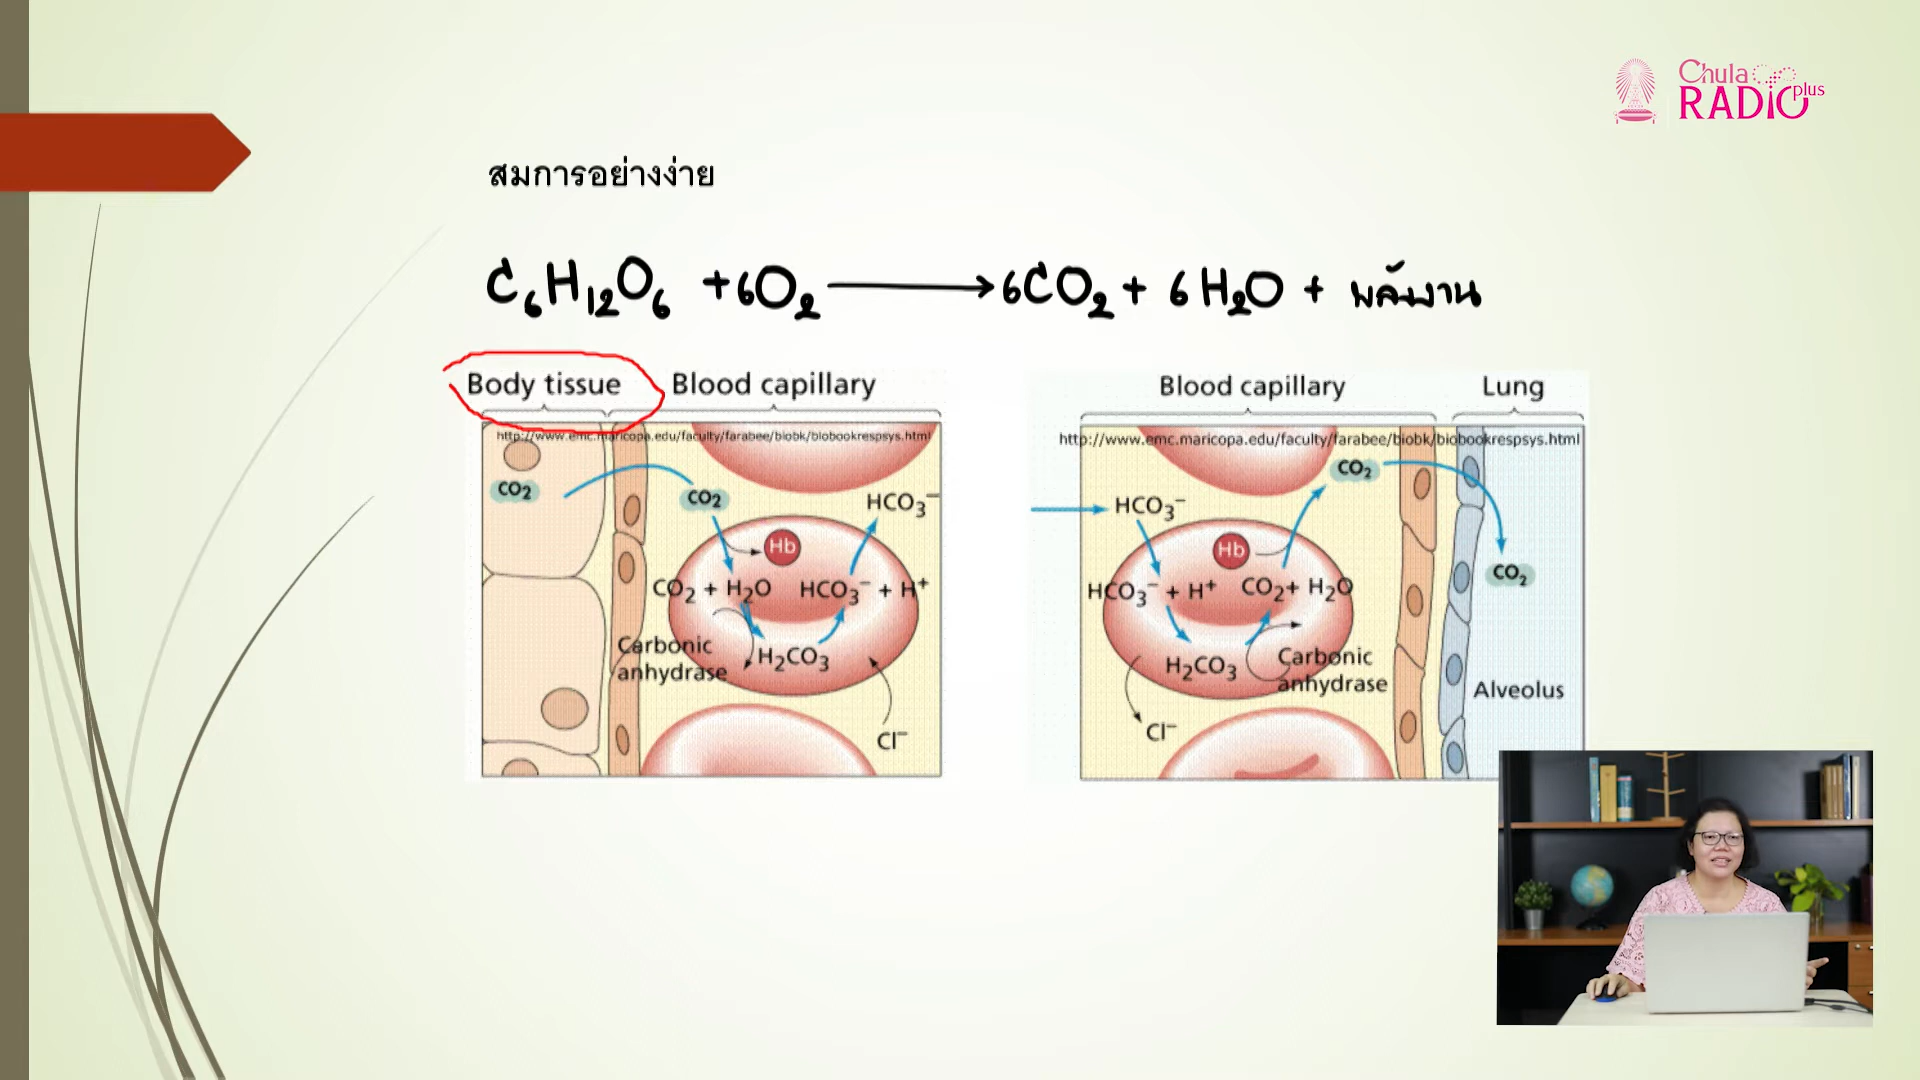 Chula
RADIO plus
สมการอย่างง่าย
C₆H₁₂O₆ + 6O₂ ⟶ 6CO₂ + 6H₂O + พลังงาน
Body tissue
Blood capillary
http://www.emc.maricopa.edu/faculty/farabee/biobk/biobookrespsys.html
CO₂
CO₂
HCO₃⁻
Hb
CO₂ + H₂O
HCO₃⁻ + H⁺
Carbonic
anhydrase
H₂CO₃
Cl⁻
Blood capillary
Lung
http://www.emc.maricopa.edu/faculty/farabee/biobk/biobookrespsys.html
CO₂
HCO₃⁻
Hb
CO₂
HCO₃⁻ + H⁺
CO₂+ H₂O
H₂CO₃
Carbonic
anhydrase
Alveolus
Cl⁻